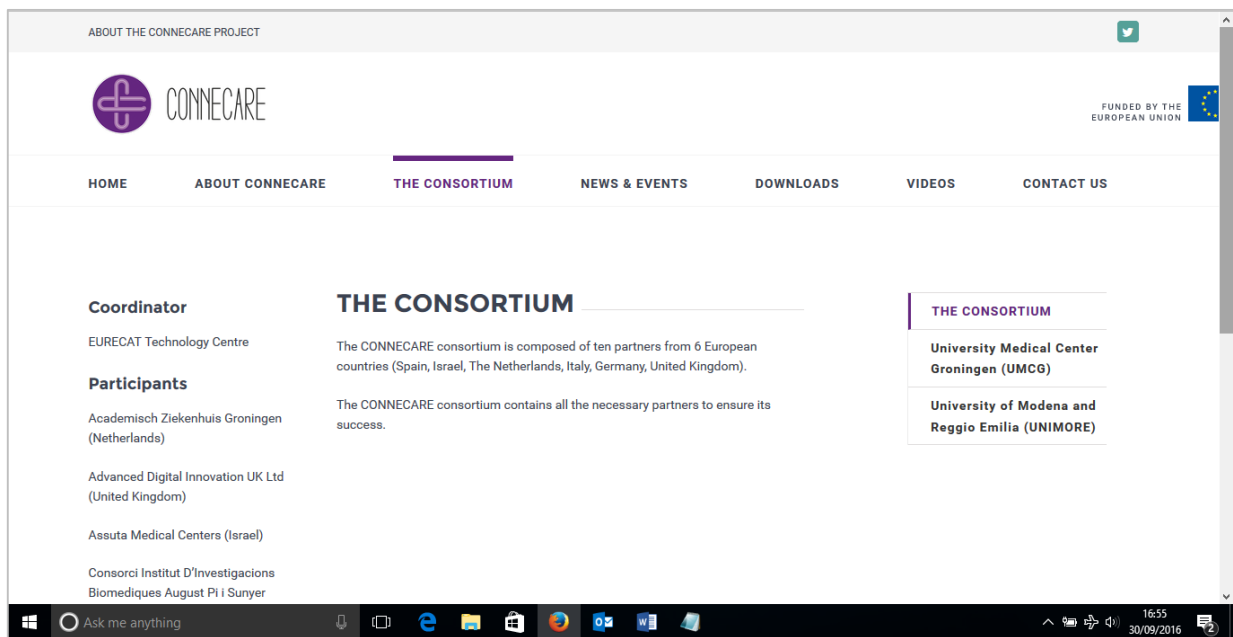 ABOUT THE CONNECARE PROJECT
CONNECARE
FUNDED BY THE
EUROPEAN UNION
HOME ABOUT CONNECARE THE CONSORTIUM NEWS & EVENTS DOWNLOADS VIDEOS CONTACT US
Coordinator
EURECAT Technology Centre
Participants
Academisch Ziekenhuis Groningen
(Netherlands)
Advanced Digital Innovation UK Ltd
(United Kingdom)
Assuta Medical Centers (Israel)
Consorci Institut D'Investigacions
Biomediques August Pi i Sunyer
THE CONSORTIUM
The CONNECARE consortium is composed of ten partners from 6 European
countries (Spain, Israel, The Netherlands, Italy, Germany, United Kingdom).
The CONNECARE consortium contains all the necessary partners to ensure its
success.
THE CONSORTIUM
University Medical Center
Groningen (UMCG)
University of Modena and
Reggio Emilia (UNIMORE)
Ask me anything
16:55
30/09/2016
2